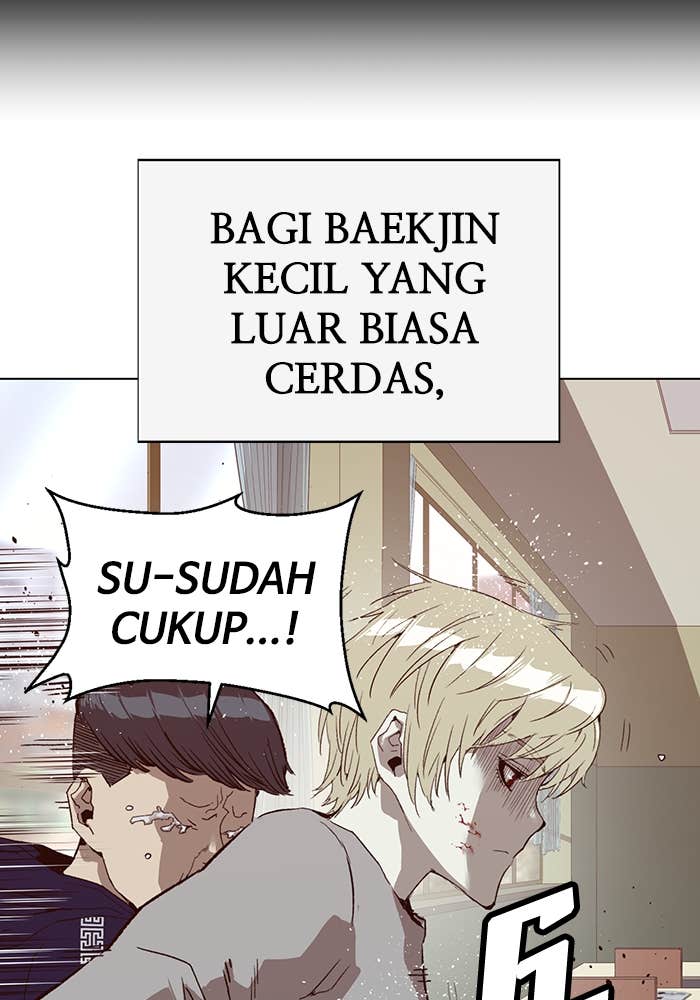 BAGI BAEKJIN
KECIL YANG
LUAR BIASA
CERDAS,
SU-SUDAH
CUKUP...!